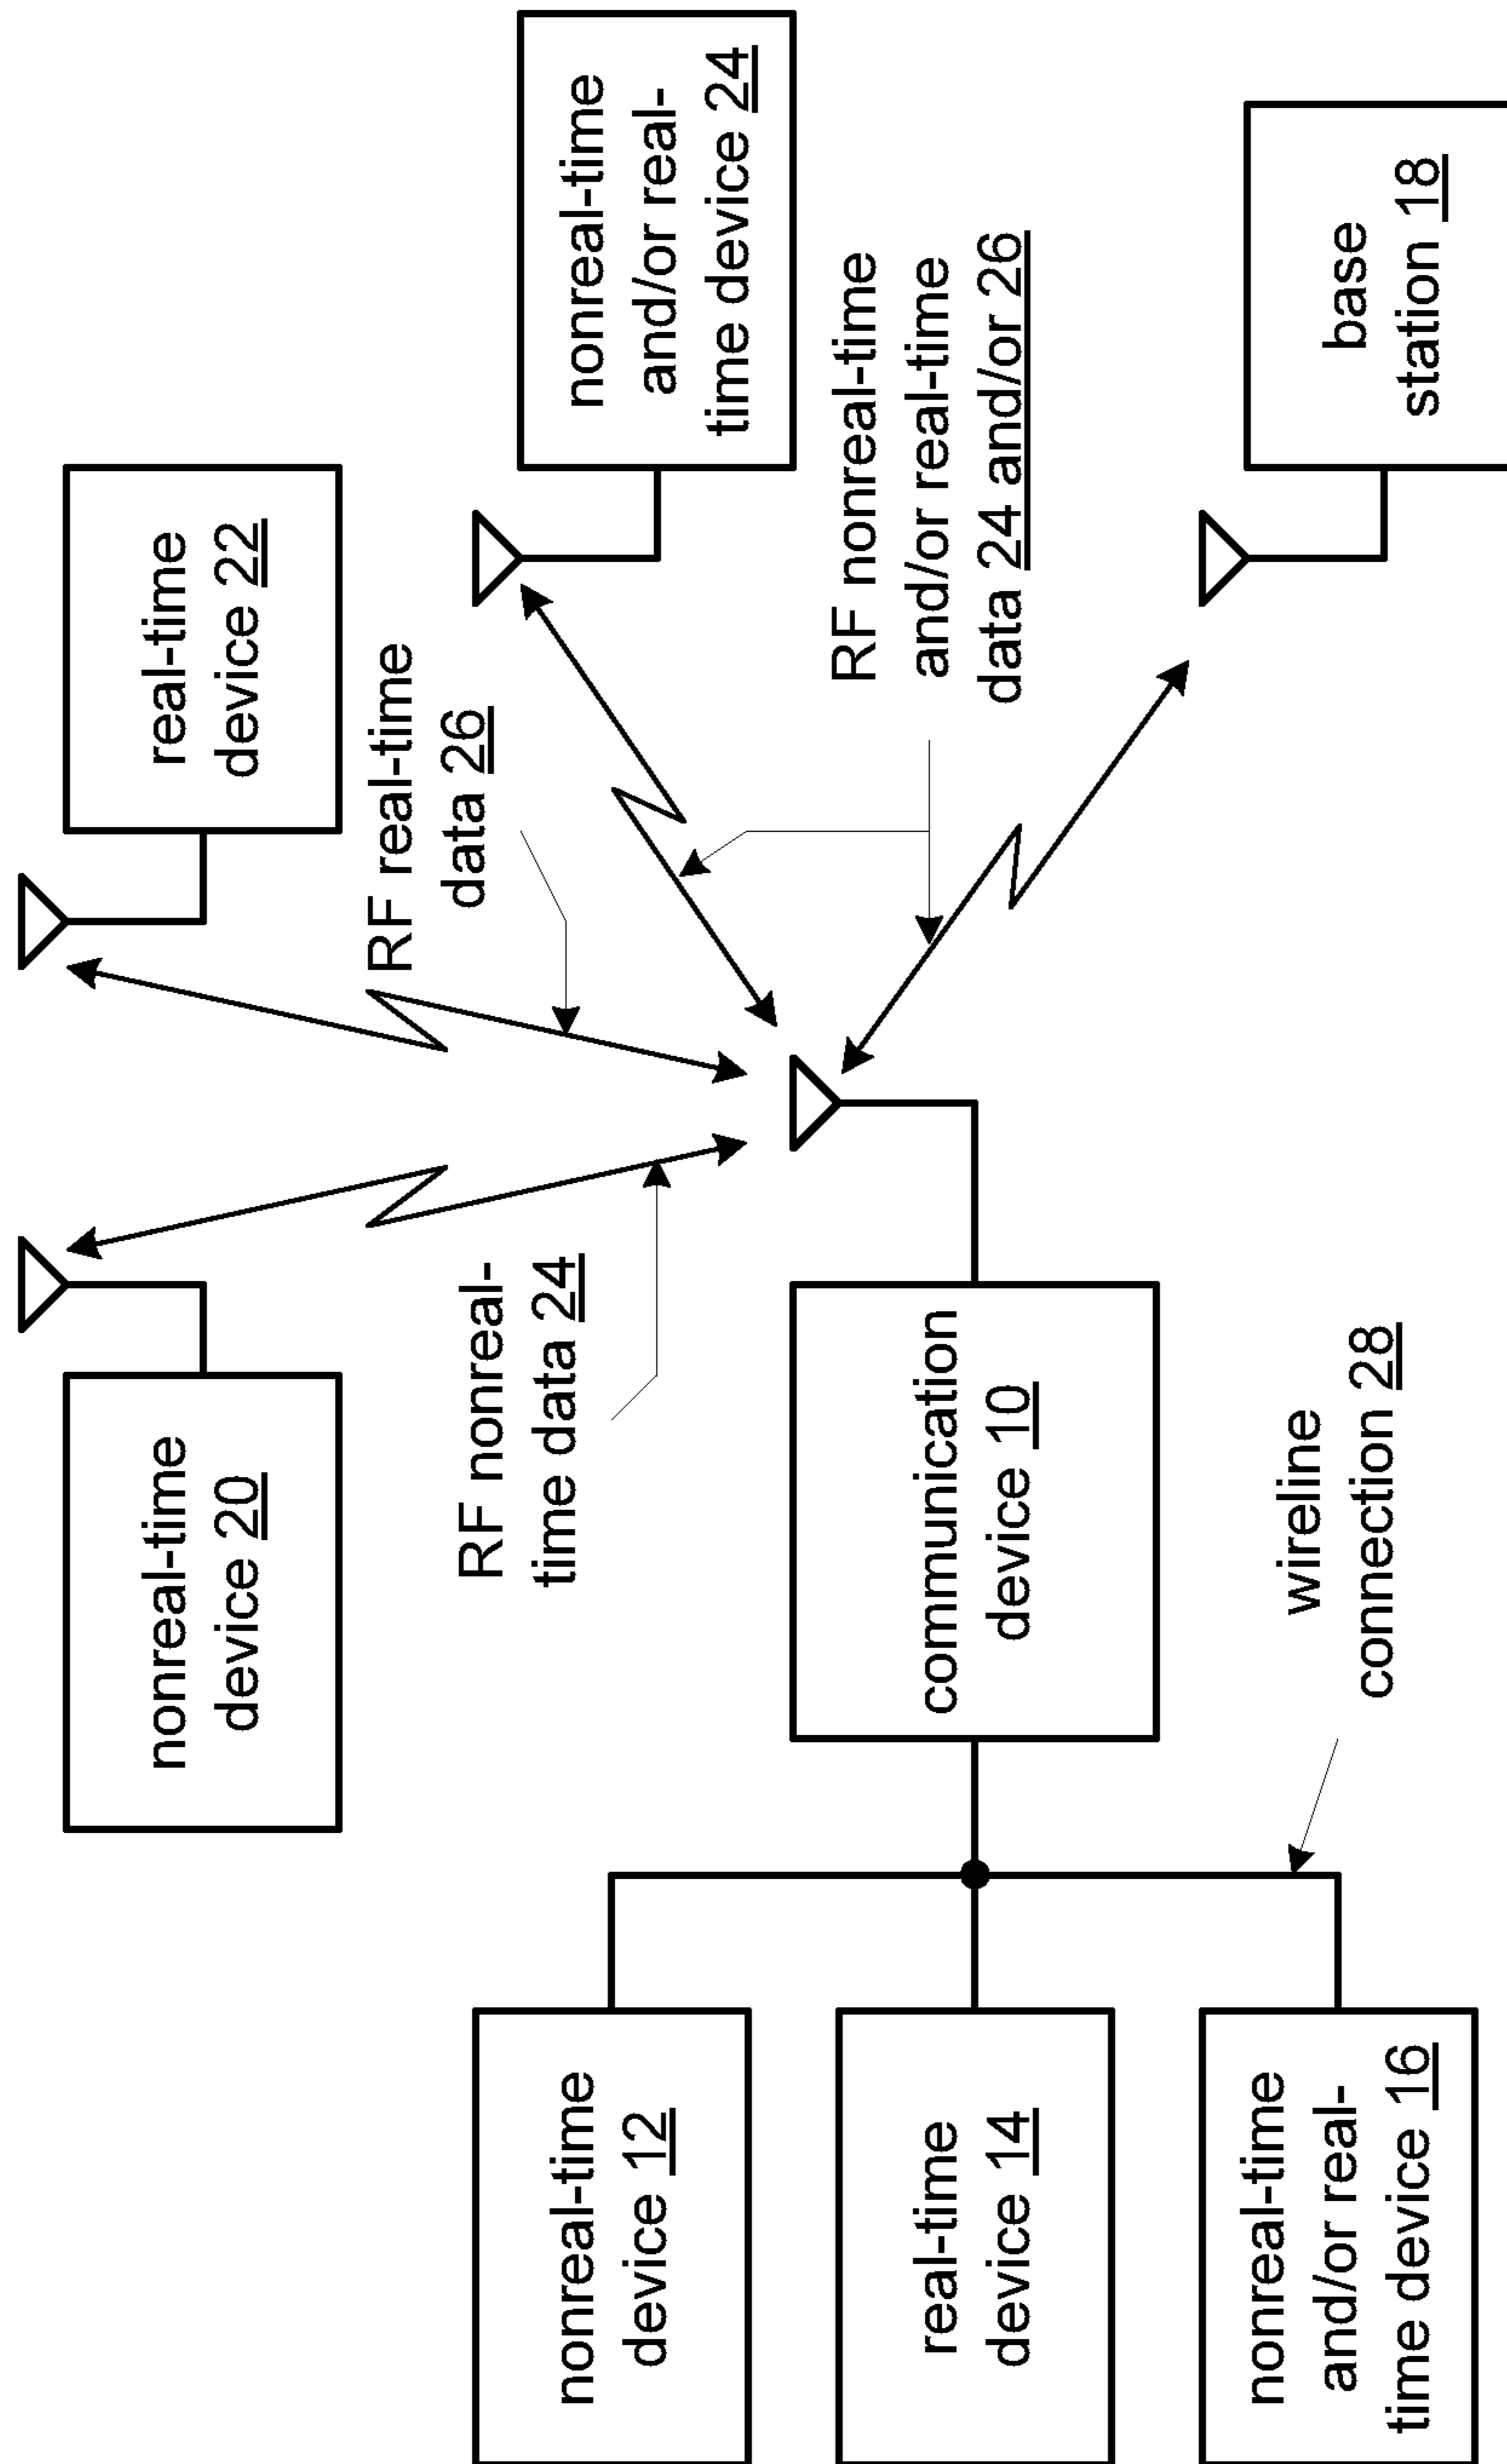 nonreal-time
device 20
real-time
device 22
RF real-time
data 26
RF nonreal-
time data 24
nonreal-time
and/or real-
time device 24
nonreal-time
device 12
communication
device 10
RF nonreal-time
and/or real-time
data 24 and/or 26
real-time
device 14
wireline
connection 28
nonreal-time
and/or real-
time device 16
base
station 18